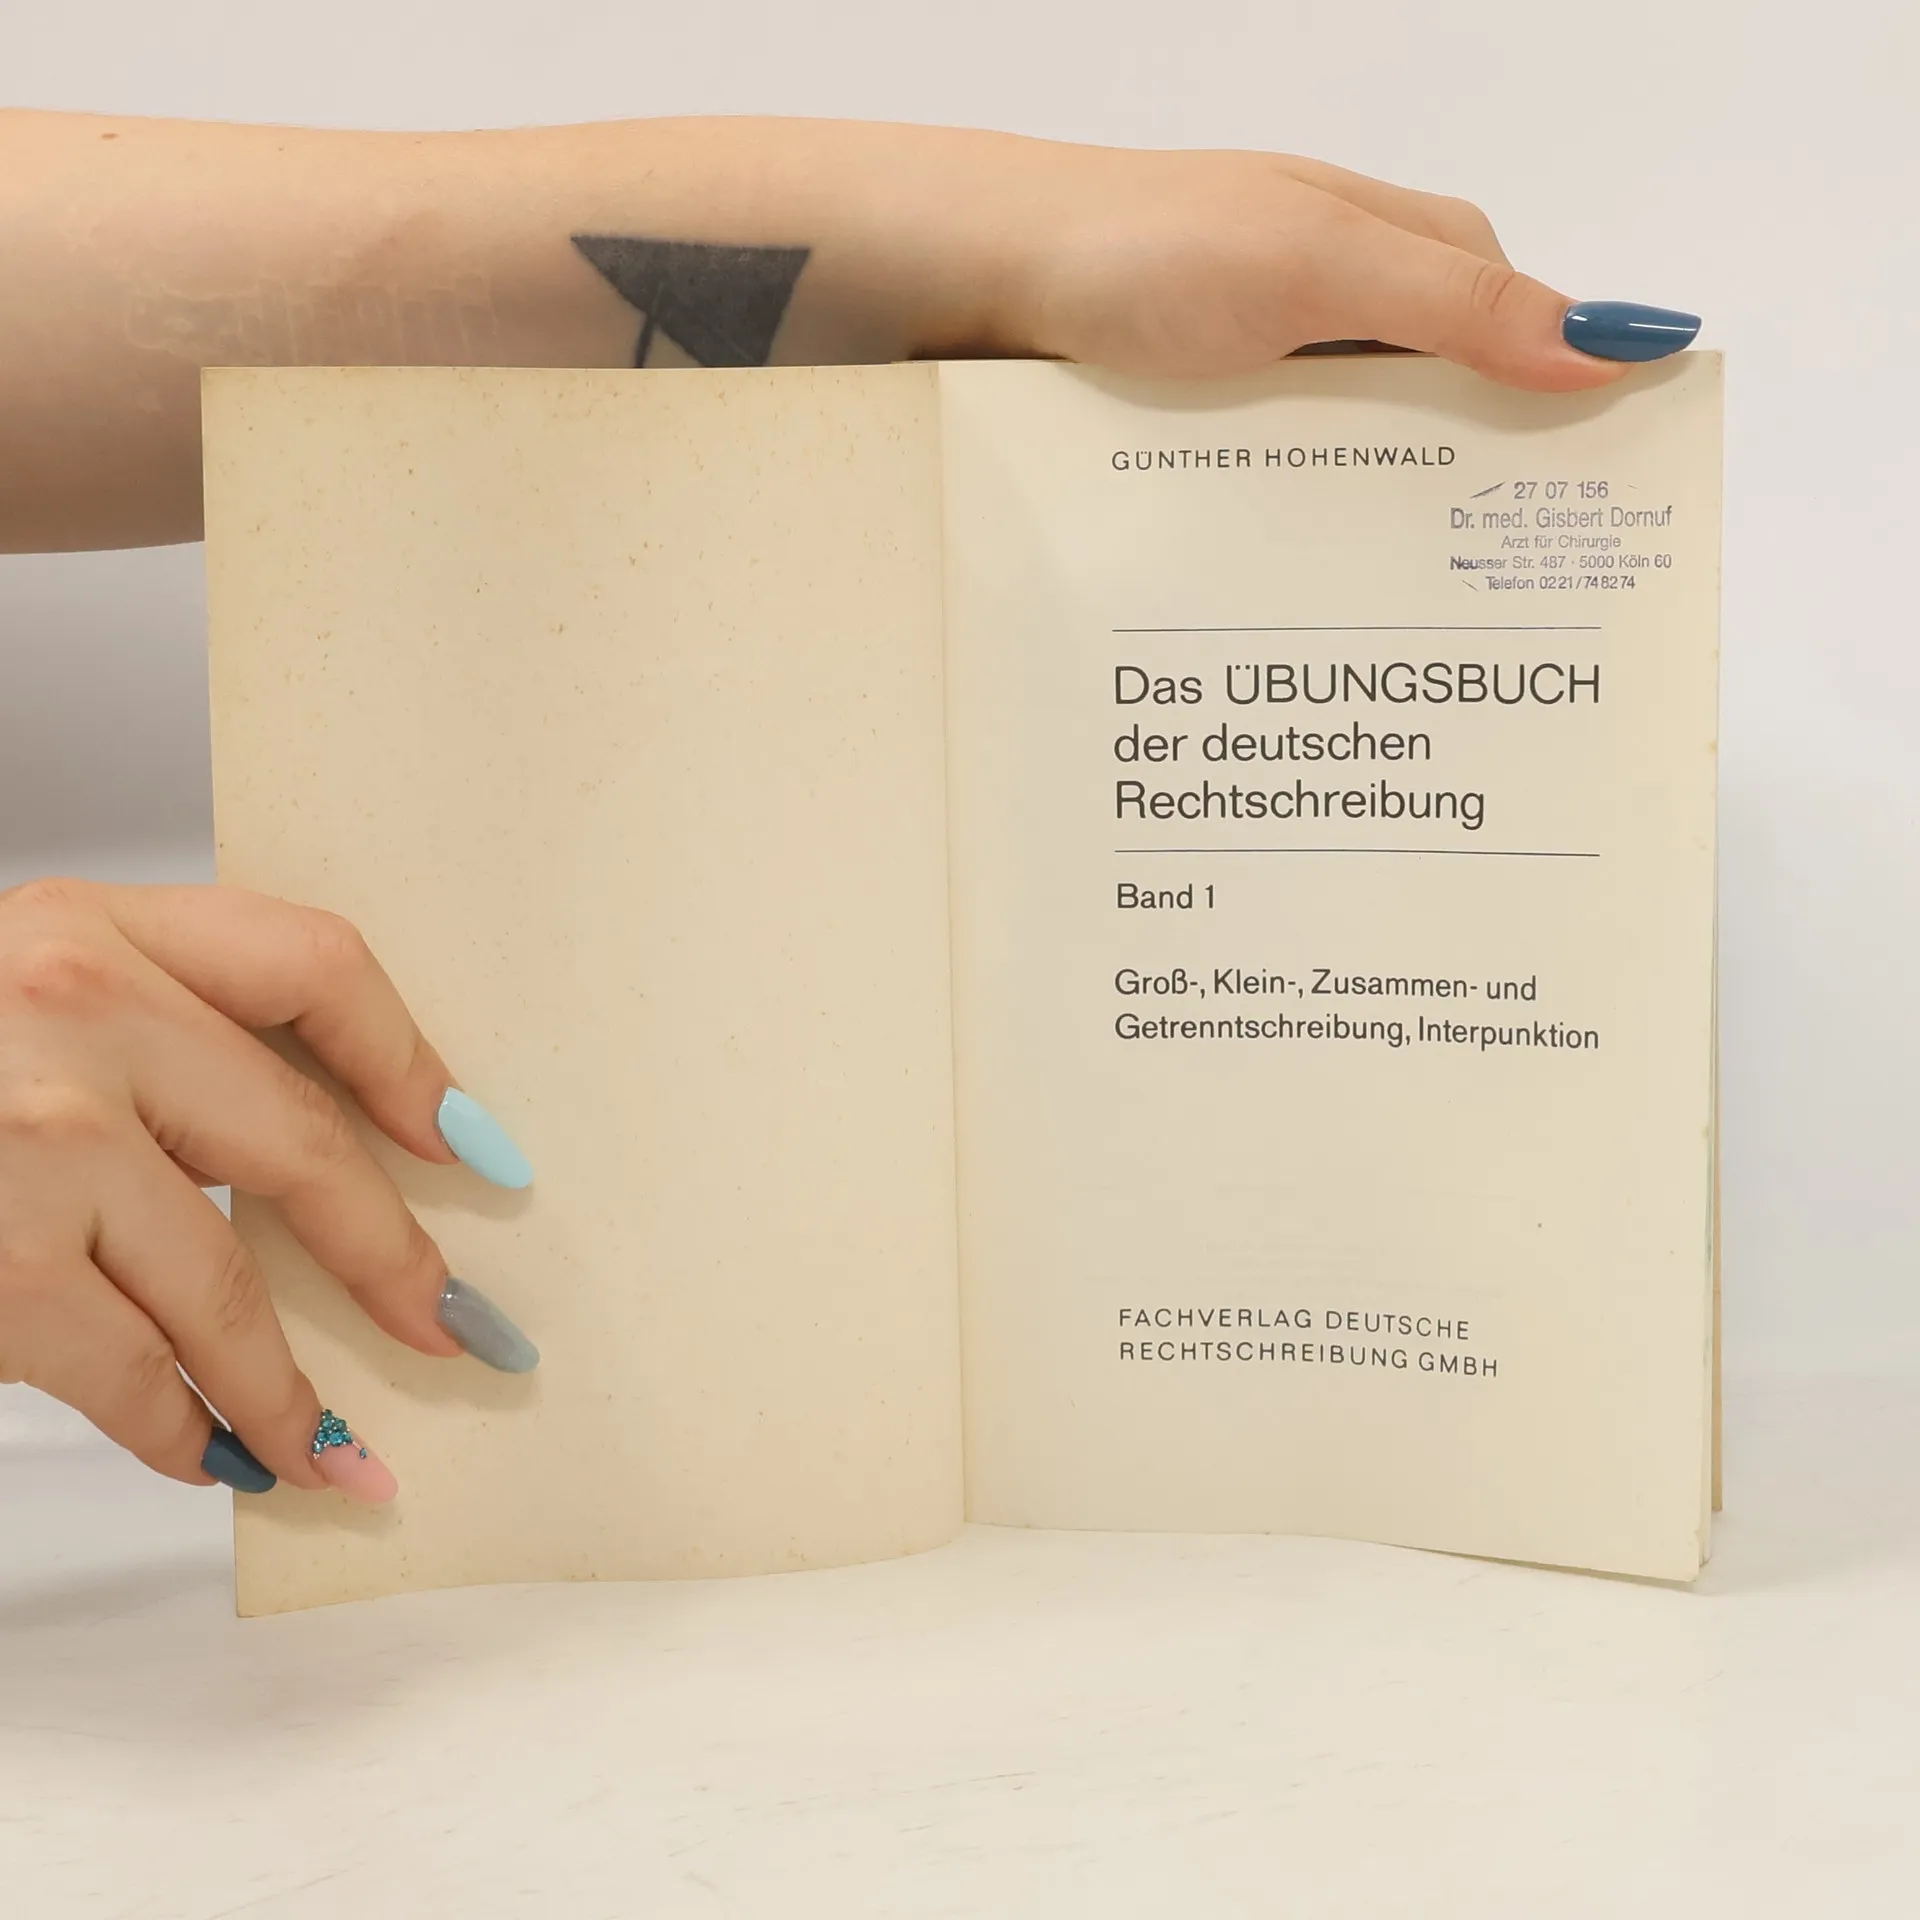 GÜNTHER HOHENWALD
27 07 156
Dr. med. Gisbert Dornuf
Arzt für Chirurgie
Neusser Str. 487 · 5000 Köln 60
Telefon 0221/748274
Das ÜBUNGSBUCH
der deutschen
Rechtschreibung
Band 1
Groß-, Klein-, Zusammen- und
Getrenntschreibung, Interpunktion
FACHVERLAG DEUTSCHE
RECHTSCHREIBUNG GMBH